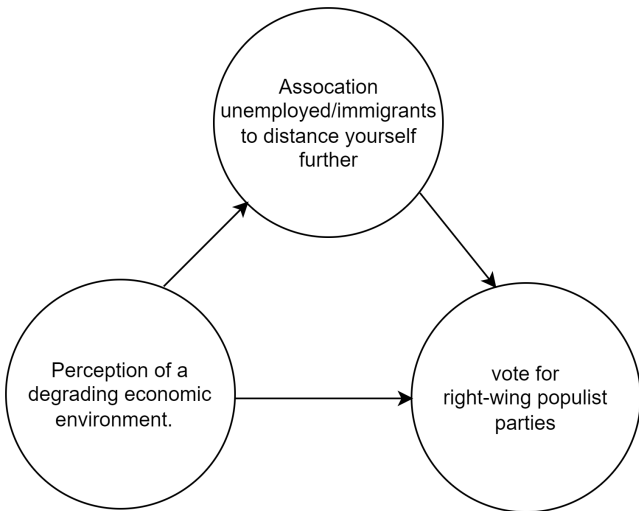 Assocation
unemployed/immigrants
to distance yourself
further
Perception of a
degrading economic
environment.
vote for
right-wing populist
parties